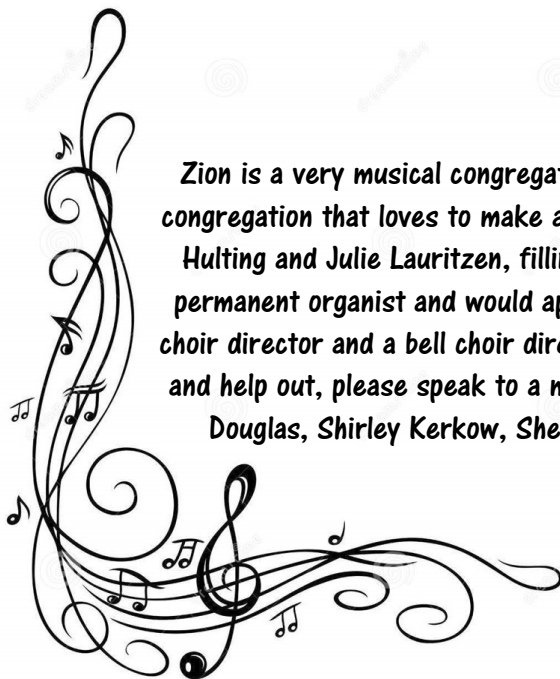 Zion is a very musical congregat
congregation that loves to make a
Hulting and Julie Lauritzen, filli
permanent organist and would ap
choir director and a bell choir dire
and help out, please speak to a m
Douglas, Shirley Kerkow, She